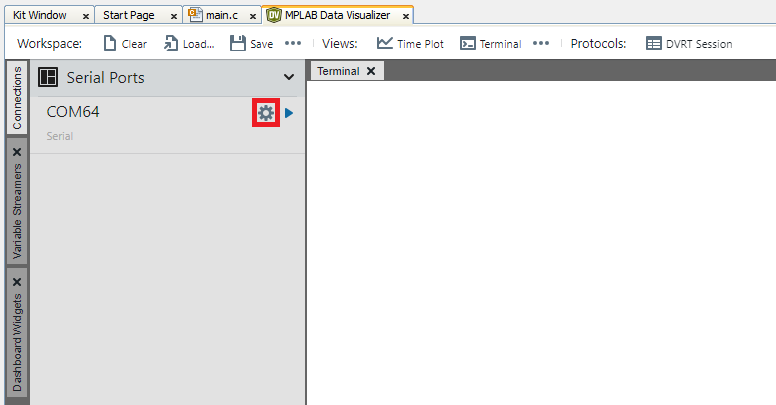 Kit Window x Start Page x main.c x MPLAB Data Visualizer x
Workspace: Clear Load... Save ••• Views: Time Plot Terminal ••• Protocols: DVRT Session
Connections
Variable Streamers
Dashboard Widgets
Serial Ports
COM64
Serial
Terminal